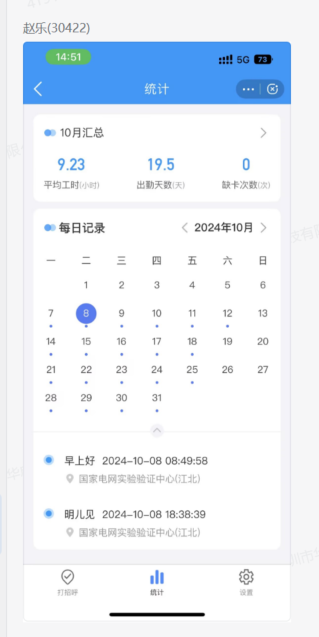 赵乐(30422)
14:51
5G 73
统计
10月汇总
9.23 19.5 0
平均工时(小时) 出勤天数(天) 缺卡次数(次)
每日记录 2024年10月
一 二 三 四 五 六 日
1 2 3 4 5 6
7 8 9 10 11 12 13
14 15 16 17 18 19 20
21 22 23 24 25 26 27
28 29 30 31
早上好 2024-10-08 08:49:58
国家电网实验验证中心(江北)
明儿见 2024-10-08 18:38:39
国家电网实验验证中心(江北)
打招呼 统计 设置